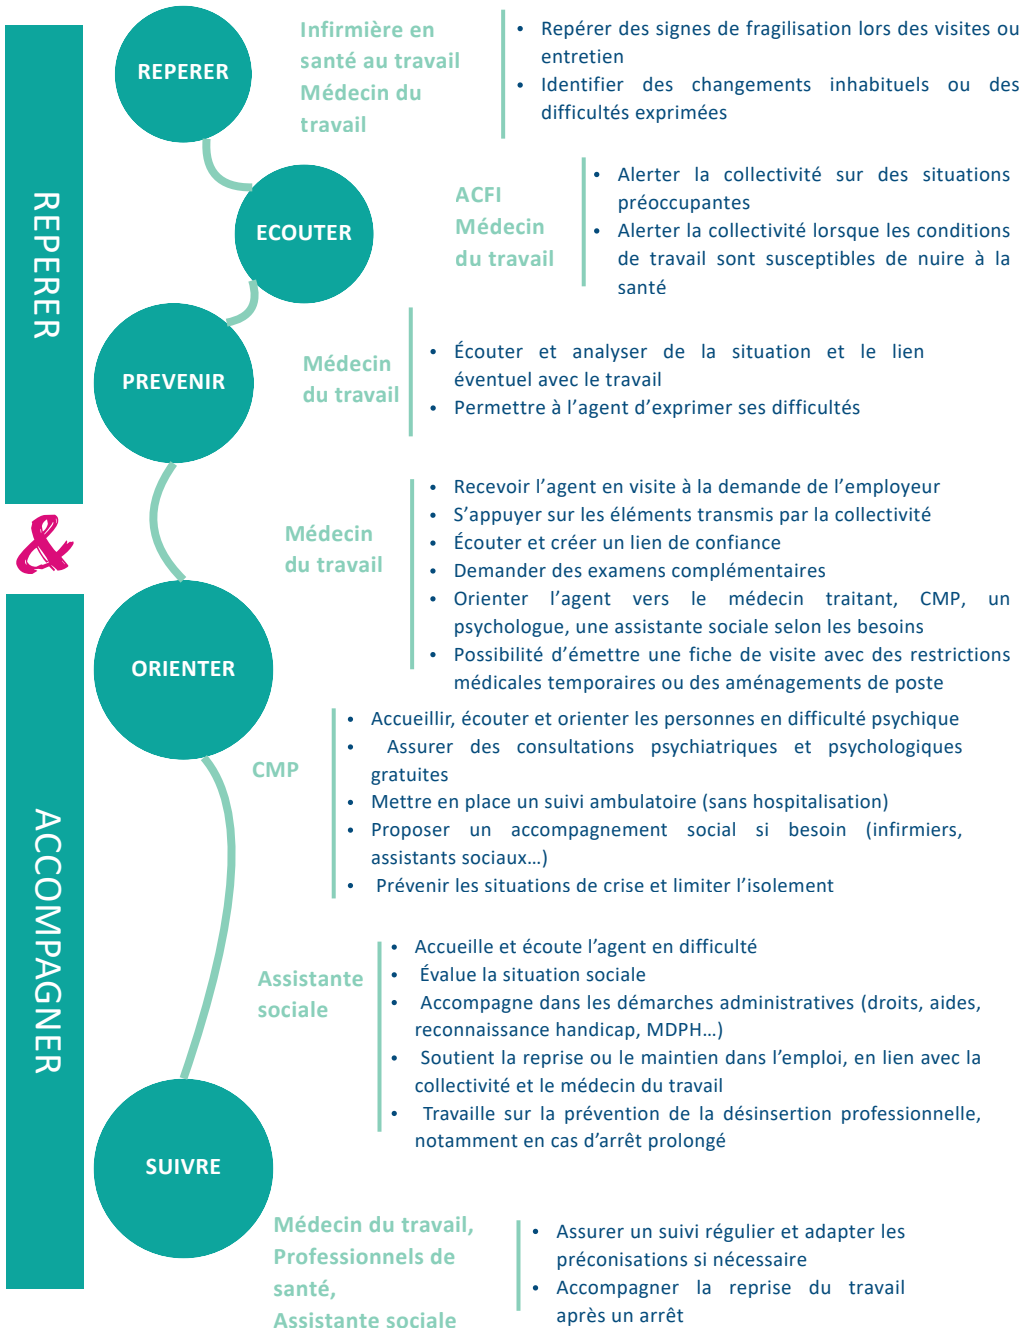 REPERER
&
ACCOMPAGNER
REPERER
Infirmière en
santé au travail
Médecin du
travail
• Repérer des signes de fragilisation lors des visites ou
entretien
• Identifier des changements inhabituels ou des
difficultés exprimées
ECOUTER
ACFI
Médecin
du travail
• Alerter la collectivité sur des situations
préoccupantes
• Alerter la collectivité lorsque les conditions
de travail sont susceptibles de nuire à la
santé
PREVENIR
Médecin
du travail
• Écouter et analyser de la situation et le lien
éventuel avec le travail
• Permettre à l’agent d’exprimer ses difficultés
ORIENTER
Médecin
du travail
• Recevoir l’agent en visite à la demande de l’employeur
• S’appuyer sur les éléments transmis par la collectivité
• Écouter et créer un lien de confiance
• Demander des examens complémentaires
• Orienter l’agent vers le médecin traitant, CMP, un
psychologue, une assistante sociale selon les besoins
• Possibilité d’émettre une fiche de visite avec des restrictions
médicales temporaires ou des aménagements de poste
CMP
• Accueillir, écouter et orienter les personnes en difficulté psychique
• Assurer des consultations psychiatriques et psychologiques
gratuites
• Mettre en place un suivi ambulatoire (sans hospitalisation)
• Proposer un accompagnement social si besoin (infirmiers,
assistants sociaux…)
• Prévenir les situations de crise et limiter l’isolement
Assistante
sociale
• Accueille et écoute l’agent en difficulté
• Évalue la situation sociale
• Accompagne dans les démarches administratives (droits, aides,
reconnaissance handicap, MDPH…)
• Soutient la reprise ou le maintien dans l’emploi, en lien avec la
collectivité et le médecin du travail
• Travaille sur la prévention de la désinsertion professionnelle,
notamment en cas d’arrêt prolongé
SUIVRE
Médecin du travail,
Professionnels de
santé,
Assistante sociale
• Assurer un suivi régulier et adapter les
préconisations si nécessaire
• Accompagner la reprise du travail
après un arrêt